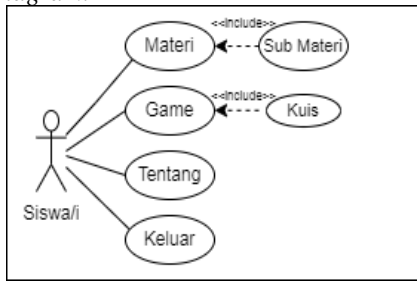 <<Include>>
Materi
Sub Materi
<<Include>>
Game
Kuis
Tentang
Siswa/i
Keluar